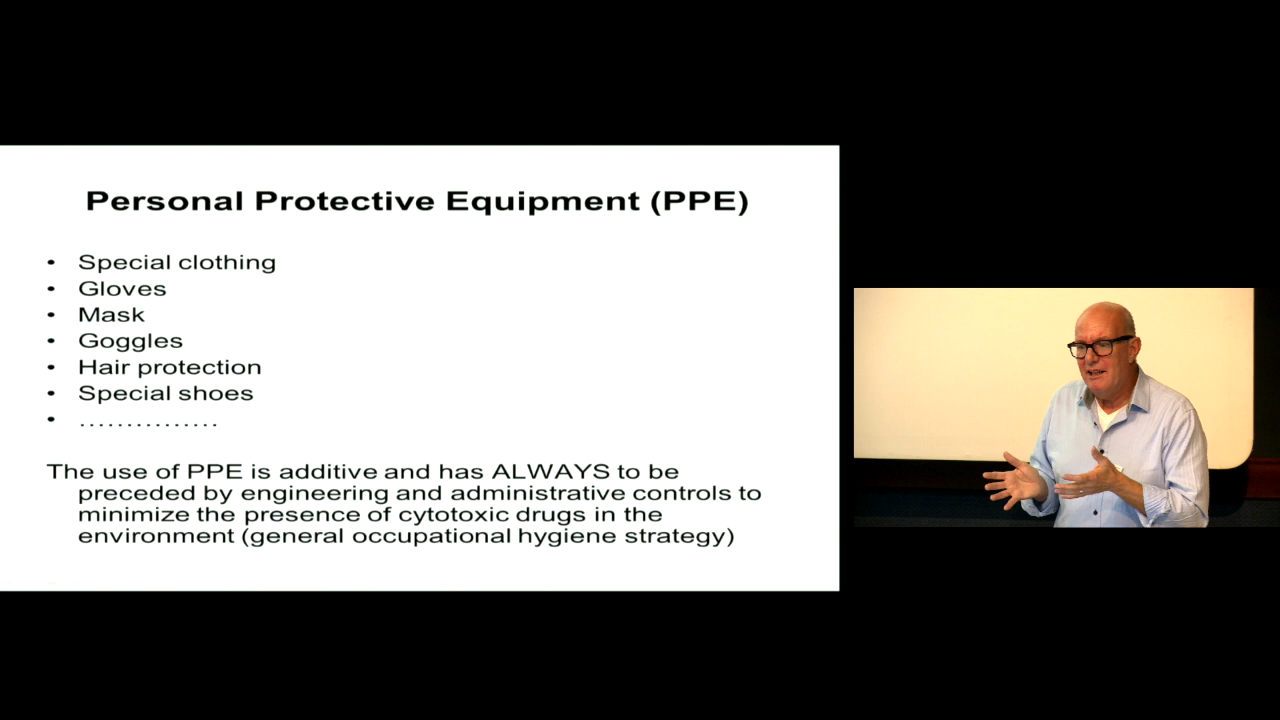 Personal Protective Equipment (PPE)
• Special clothing
• Gloves
• Mask
• Goggles
• Hair protection
• Special shoes
• ……………
The use of PPE is additive and has ALWAYS to be
preceded by engineering and administrative controls to
minimize the presence of cytotoxic drugs in the
environment (general occupational hygiene strategy)